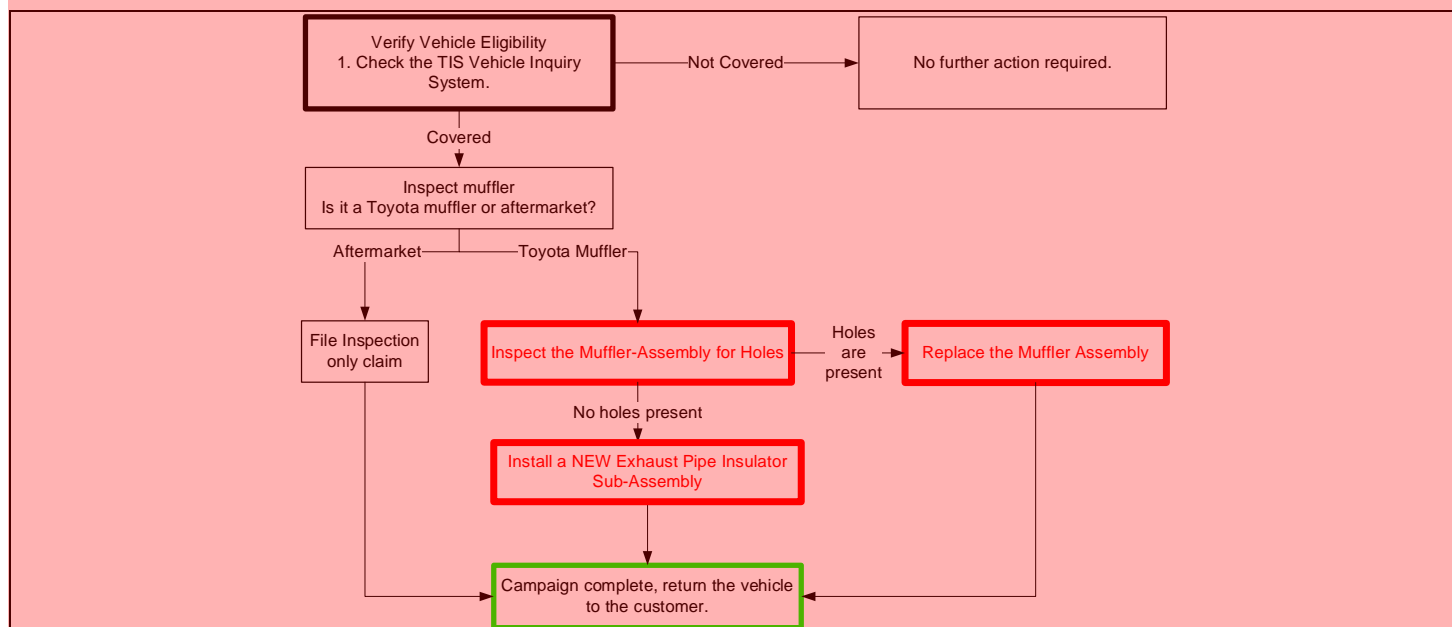 Verify Vehicle Eligibility
1. Check the TIS Vehicle Inquiry
System.
Not Covered
No further action required.
Covered
Inspect muffler
Is it a Toyota muffler or aftermarket?
Aftermarket
Toyota Muffler
File Inspection
only claim
Inspect the Muffler-Assembly for Holes
Holes
are
present
Replace the Muffler Assembly
No holes present
Install a NEW Exhaust Pipe Insulator
Sub-Assembly
Campaign complete, return the vehicle
to the customer.